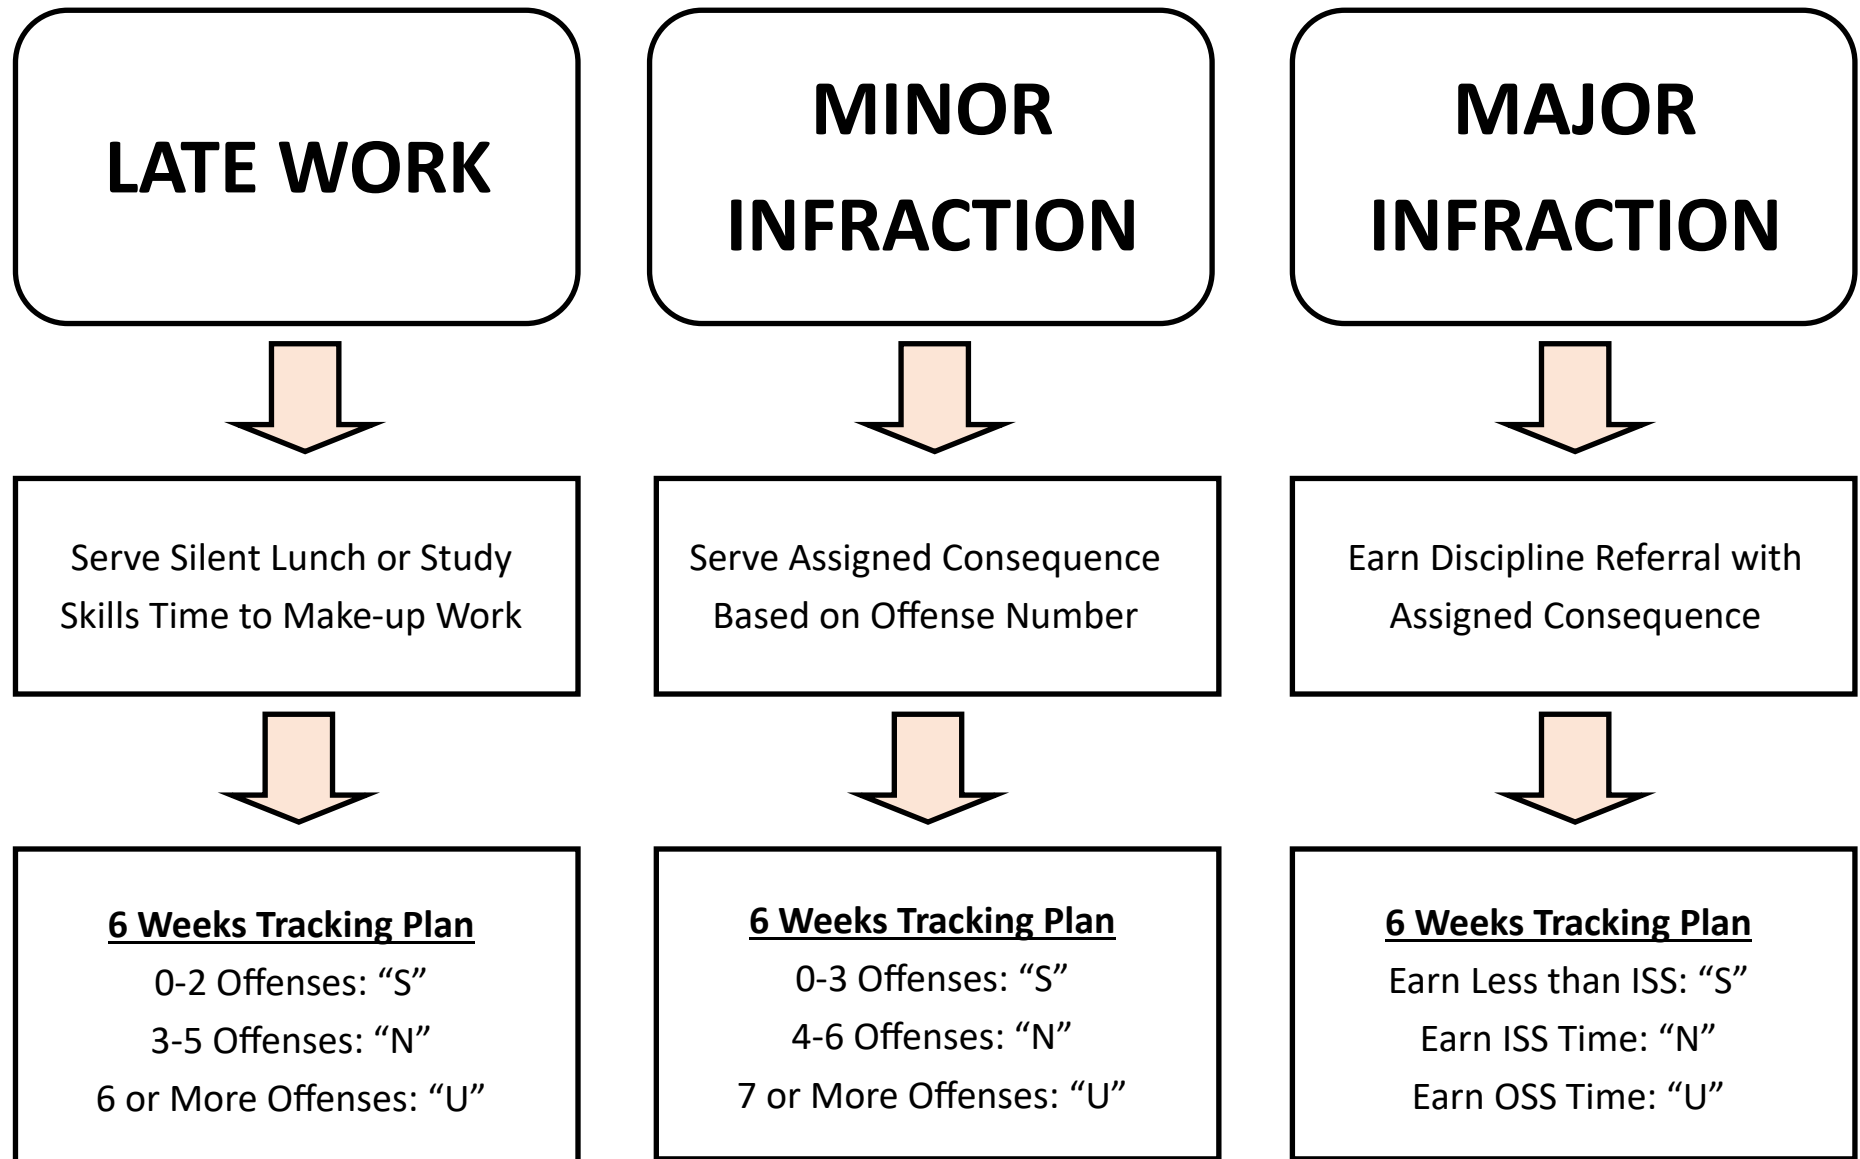 LATE WORK
Serve Silent Lunch or Study
Skills Time to Make-up Work
6 Weeks Tracking Plan
0-2 Offenses: “S”
3-5 Offenses: “N”
6 or More Offenses: “U”
MINOR
INFRACTION
Serve Assigned Consequence
Based on Offense Number
6 Weeks Tracking Plan
0-3 Offenses: “S”
4-6 Offenses: “N”
7 or More Offenses: “U”
MAJOR
INFRACTION
Earn Discipline Referral with
Assigned Consequence
6 Weeks Tracking Plan
Earn Less than ISS: “S”
Earn ISS Time: “N”
Earn OSS Time: “U”